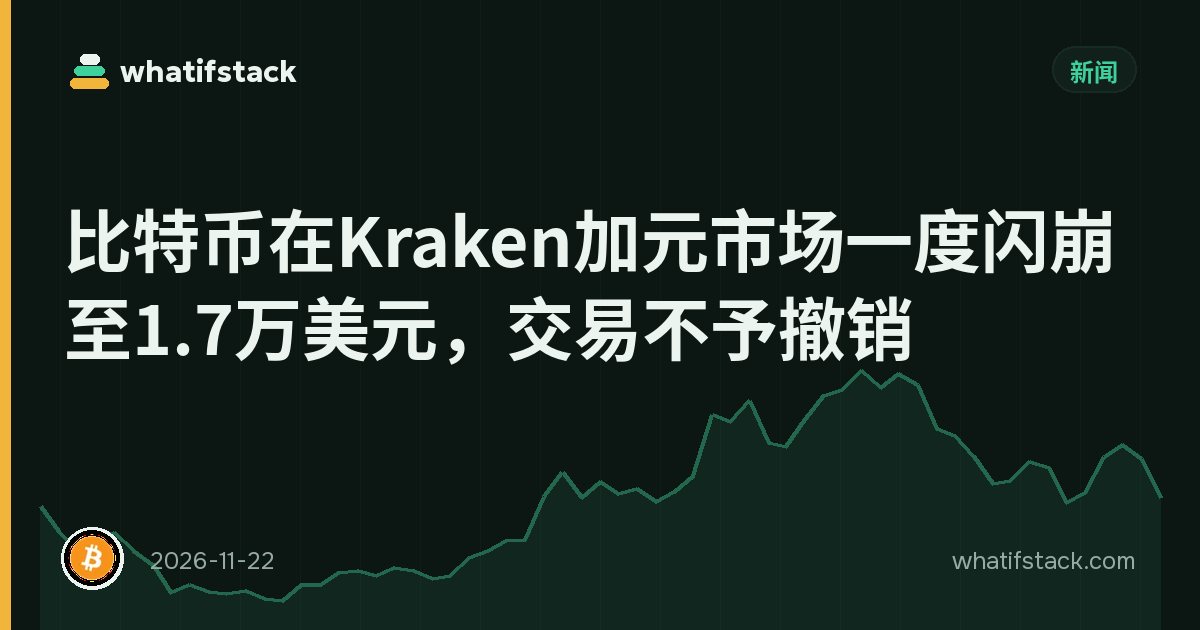 whatifstack
新闻
比特币在Kraken加元市场一度闪崩
至1.7万美元，交易不予撤销
2026-11-22
whatifstack.com